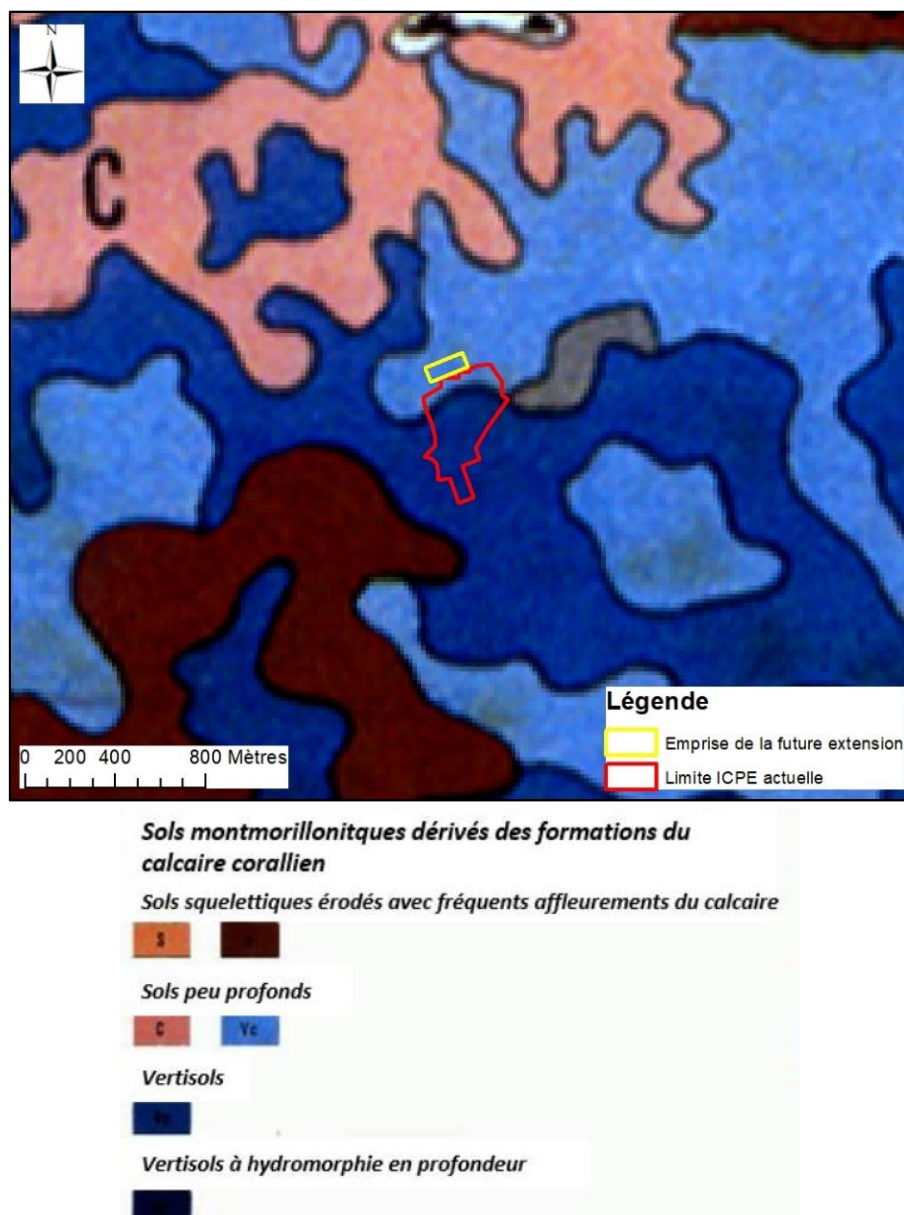 N
C
Légende
Emprise de la future extension
Limite ICPE actuelle
0 200 400 800 Mètres
Sols montmorillonitques dérivés des formations du
calcaire corallien
Sols squelettiques érodés avec fréquents affleurements du calcaire
S
Sols peu profonds
C Vc
Vertisols
Vertisols à hydromorphie en profondeur